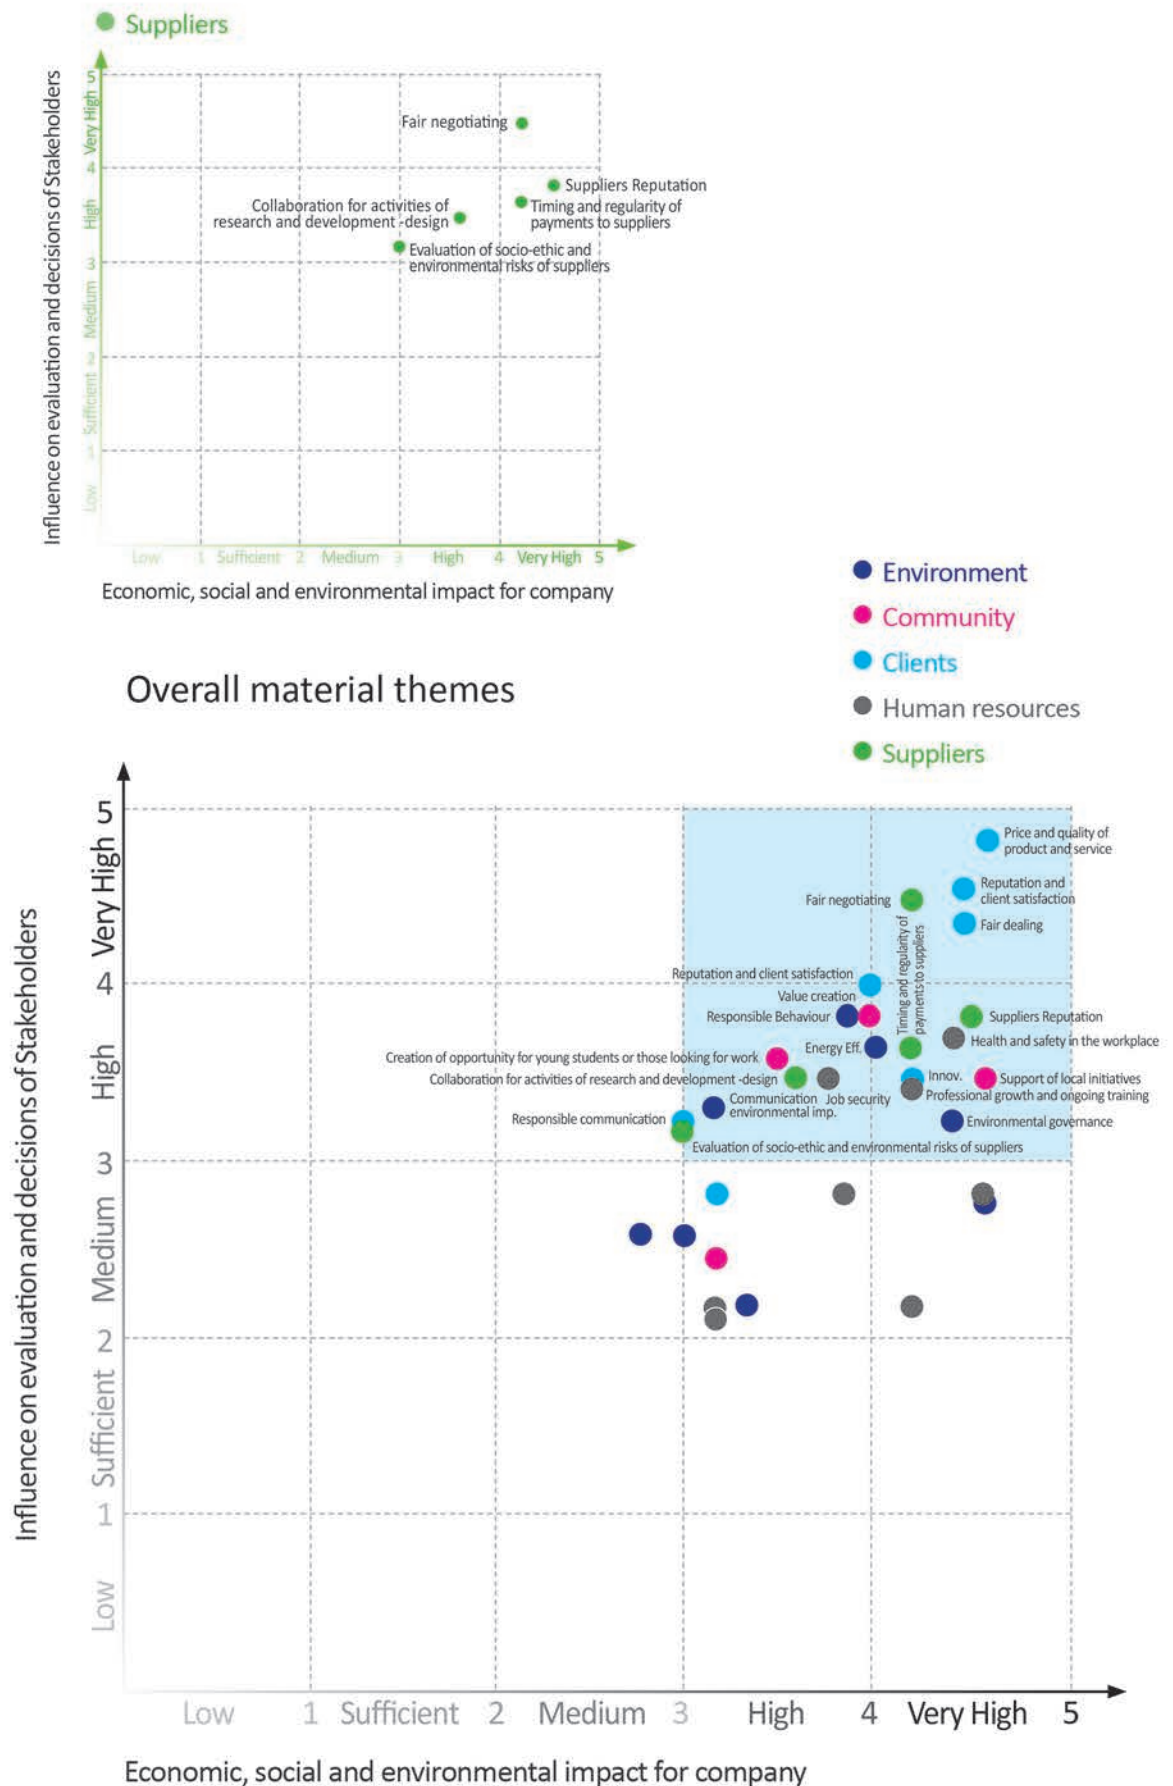 Suppliers
Influence on evaluation and decisions of Stakeholders
Very High
High
Medium
Sufficient
Low
5
4
3
2
1
Fair negotiating
Suppliers Reputation
Collaboration for activities of
research and development -design
Timing and regularity of
payments to suppliers
Evaluation of socio-ethic and
environmental risks of suppliers
Low 1 Sufficient 2 Medium 3 High 4 Very High 5
Economic, social and environmental impact for company
Environment
Community
Clients
Human resources
Suppliers
Overall material themes
Influence on evaluation and decisions of Stakeholders
Very High
High
Medium
Sufficient
Low
5
4
3
2
1
Price and quality of
product and service
Reputation and
client satisfaction
Fair negotiating
Fair dealing
Timing and regularity of
payments to suppliers
Reputation and client satisfaction
Value creation
Responsible Behaviour
Suppliers Reputation
Energy Eff.
Health and safety in the workplace
Creation of opportunity for young students or those looking for work
Collaboration for activities of research and development -design
Innov.
Support of local initiatives
Communication
environmental imp.
Job security
Professional growth and ongoing training
Responsible communication
Environmental governance
Evaluation of socio-ethic and environmental risks of suppliers
Low 1 Sufficient 2 Medium 3 High 4 Very High 5
Economic, social and environmental impact for company